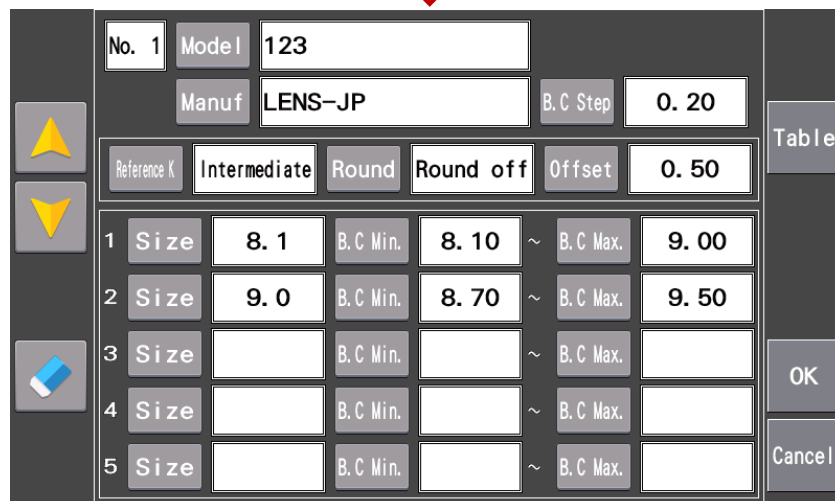 No. 1 Model 123
Manuf LENS-JP B.C Step 0.20
Table
Reference K Intermediate Round Round off Offset 0.50
1 Size 8.1 B.C Min. 8.10 ~ B.C Max. 9.00
2 Size 9.0 B.C Min. 8.70 ~ B.C Max. 9.50
3 Size B.C Min. ~ B.C Max.
OK
4 Size B.C Min. ~ B.C Max.
5 Size B.C Min. ~ B.C Max.
Cancel